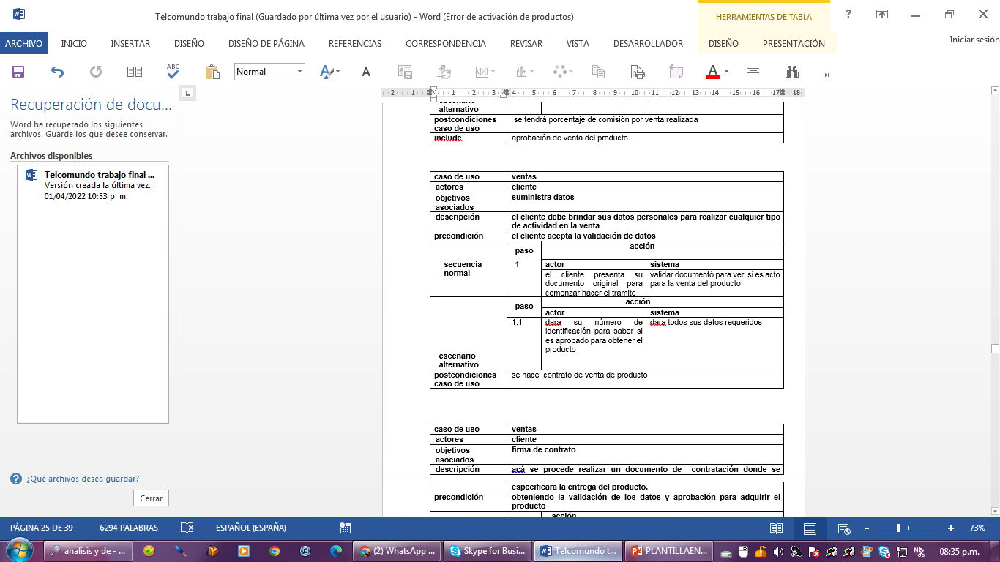 Telcomundo trabajo final (Guardado por última vez por el usuario) - Word (Error de activación de productos)
HERRAMIENTAS DE TABLA
ARCHIVO INICIO INSERTAR DISEÑO DISEÑO DE PÁGINA REFERENCIAS CORRESPONDENCIA REVISAR VISTA DESARROLLADOR DISEÑO PRESENTACIÓN Iniciar sesión
ABC Normal
Recuperación de docu...
Word ha recuperado los siguientes
archivos. Guarde los que desee conservar.
Archivos disponibles
Telcomundo trabajo final ...
Versión creada la última vez...
01/04/2022 10:53 p. m.
¿Qué archivos desea guardar?
Cerrar
2 1 1 2 3 4 5 6 7 8 9 10 11 12 13 14 15 16 17 18
alternativo
postcondiciones se tendrá porcentaje de comisión por venta realizada
caso de uso
include aprobación de venta del producto
caso de uso ventas
actores cliente
objetivos suministra datos
asociados
descripción el cliente debe brindar sus datos personales para realizar cualquier tipo
de actividad en la venta
precondición el cliente acepta la validación de datos
paso acción
secuencia 1 actor sistema
normal
el cliente presenta su validar documentó para ver si es acto
documento original para para la venta del producto
comenzar hacer el tramite
paso acción
actor sistema
1.1 dara su número de dara todos sus datos requeridos
identificación para saber si
es aprobado para obtener el
producto
escenario
alternativo
postcondiciones se hace contrato de venta de producto
caso de uso
caso de uso ventas
actores cliente
objetivos firma de contrato
asociados
descripción acá se procede realizar un documento de contratación donde se
especificara la entrega del producto.
precondición obteniendo la validación de los datos y aprobación para adquirir el
producto
acción
PÁGINA 25 DE 39 6294 PALABRAS ESPAÑOL (ESPAÑA) 73%
analisis y de - ... (2) WhatsApp ... Skype for Busi... Telcomundo t... PLANTILLAEN... 08:35 p.m.